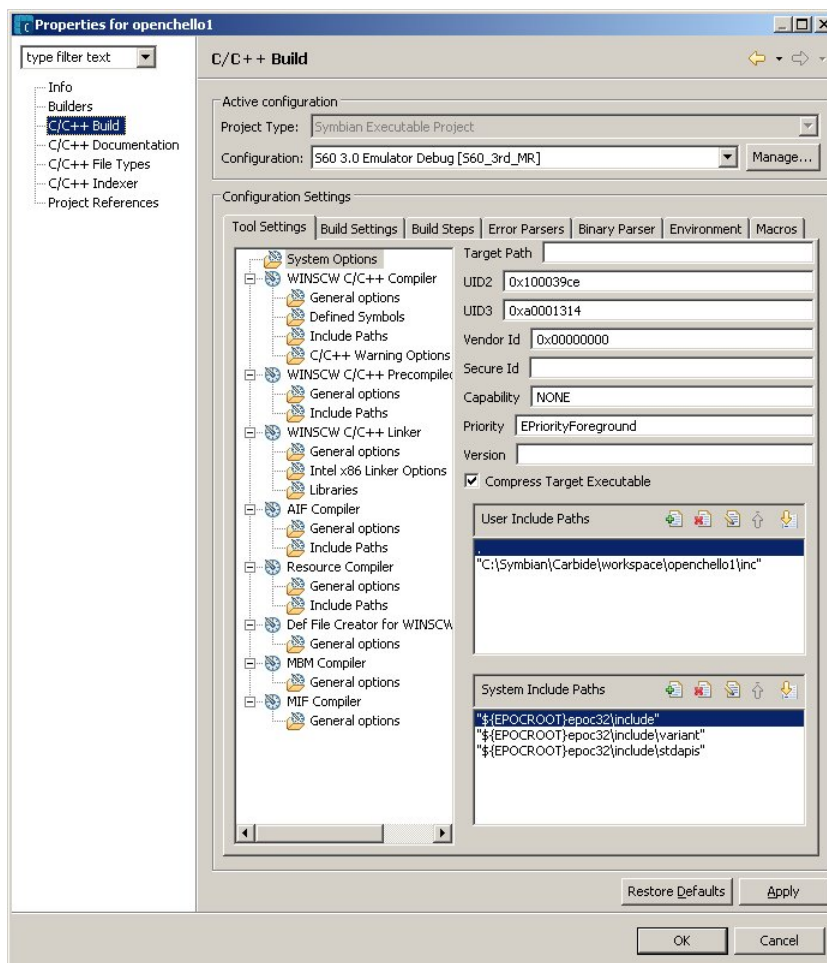 Properties for openchello1
type filter text
Info
Builders
C/C++ Build
C/C++ Documentation
C/C++ File Types
C/C++ Indexer
Project References
C/C++ Build
Active configuration
Project Type: Symbian Executable Project
Configuration: S60 3.0 Emulator Debug [S60_3rd_MR] Manage...
Configuration Settings
Tool Settings Build Settings Build Steps Error Parsers Binary Parser Environment Macros
System Options
WINSCW C/C++ Compiler
General options
Defined Symbols
Include Paths
C/C++ Warning Options
WINSCW C/C++ Precompiled
General options
Include Paths
WINSCW C/C++ Linker
General options
Intel x86 Linker Options
Libraries
AIF Compiler
General options
Include Paths
Resource Compiler
General options
Include Paths
Def File Creator for WINSCW
General options
MBM Compiler
General options
MIF Compiler
General options
Target Path
UID2 0x100039ce
UID3 0xa0001314
Vendor Id 0x00000000
Secure Id
Capability NONE
Priority EPriorityForeground
Version
Compress Target Executable
User Include Paths
.
"C:\Symbian\Carbide\workspace\openchello1\inc"
System Include Paths
"${EPOCROOT}epoc32\include"
"${EPOCROOT}epoc32\include\variant"
"${EPOCROOT}epoc32\include\stdapis"
Restore Defaults Apply
OK Cancel